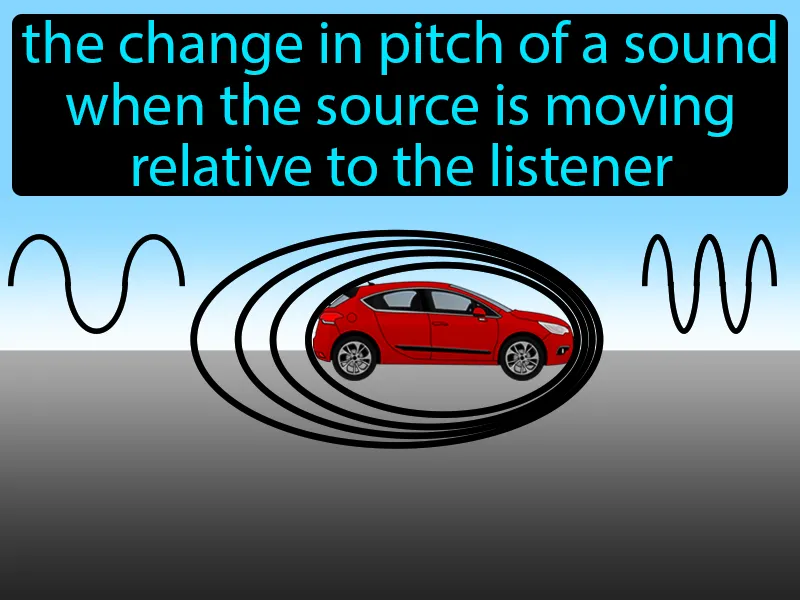 the change in pitch of a sound
when the source is moving
relative to the listener